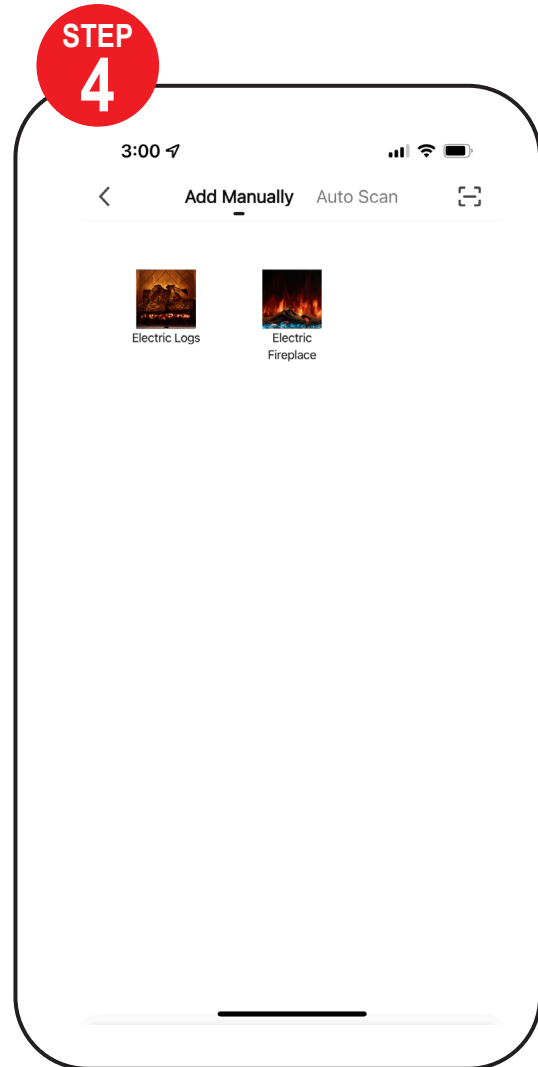 STEP
4
3:00
Add Manually Auto Scan
Electric Logs
Electric
Fireplace